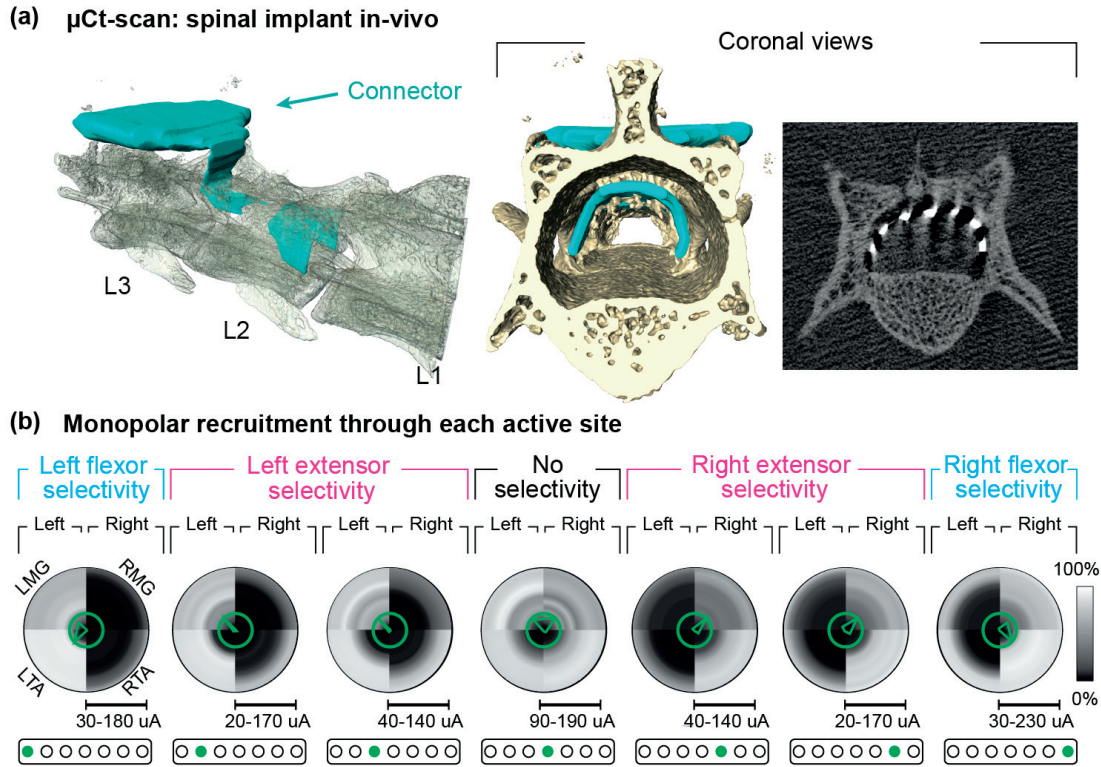 (a) µCt-scan: spinal implant in-vivo
Coronal views
Connector
L3
L2
L1
(b) Monopolar recruitment through each active site
Left flexor
selectivity
Left extensor
selectivity
No
selectivity
Right extensor
selectivity
Right flexor
selectivity
Left Right Left Right Left Right Left Right Left Right Left Right Left Right
LMG RMG
LTA RTA
100%
0%
30-180 uA 20-170 uA 40-140 uA 90-190 uA 40-140 uA 20-170 uA 30-230 uA